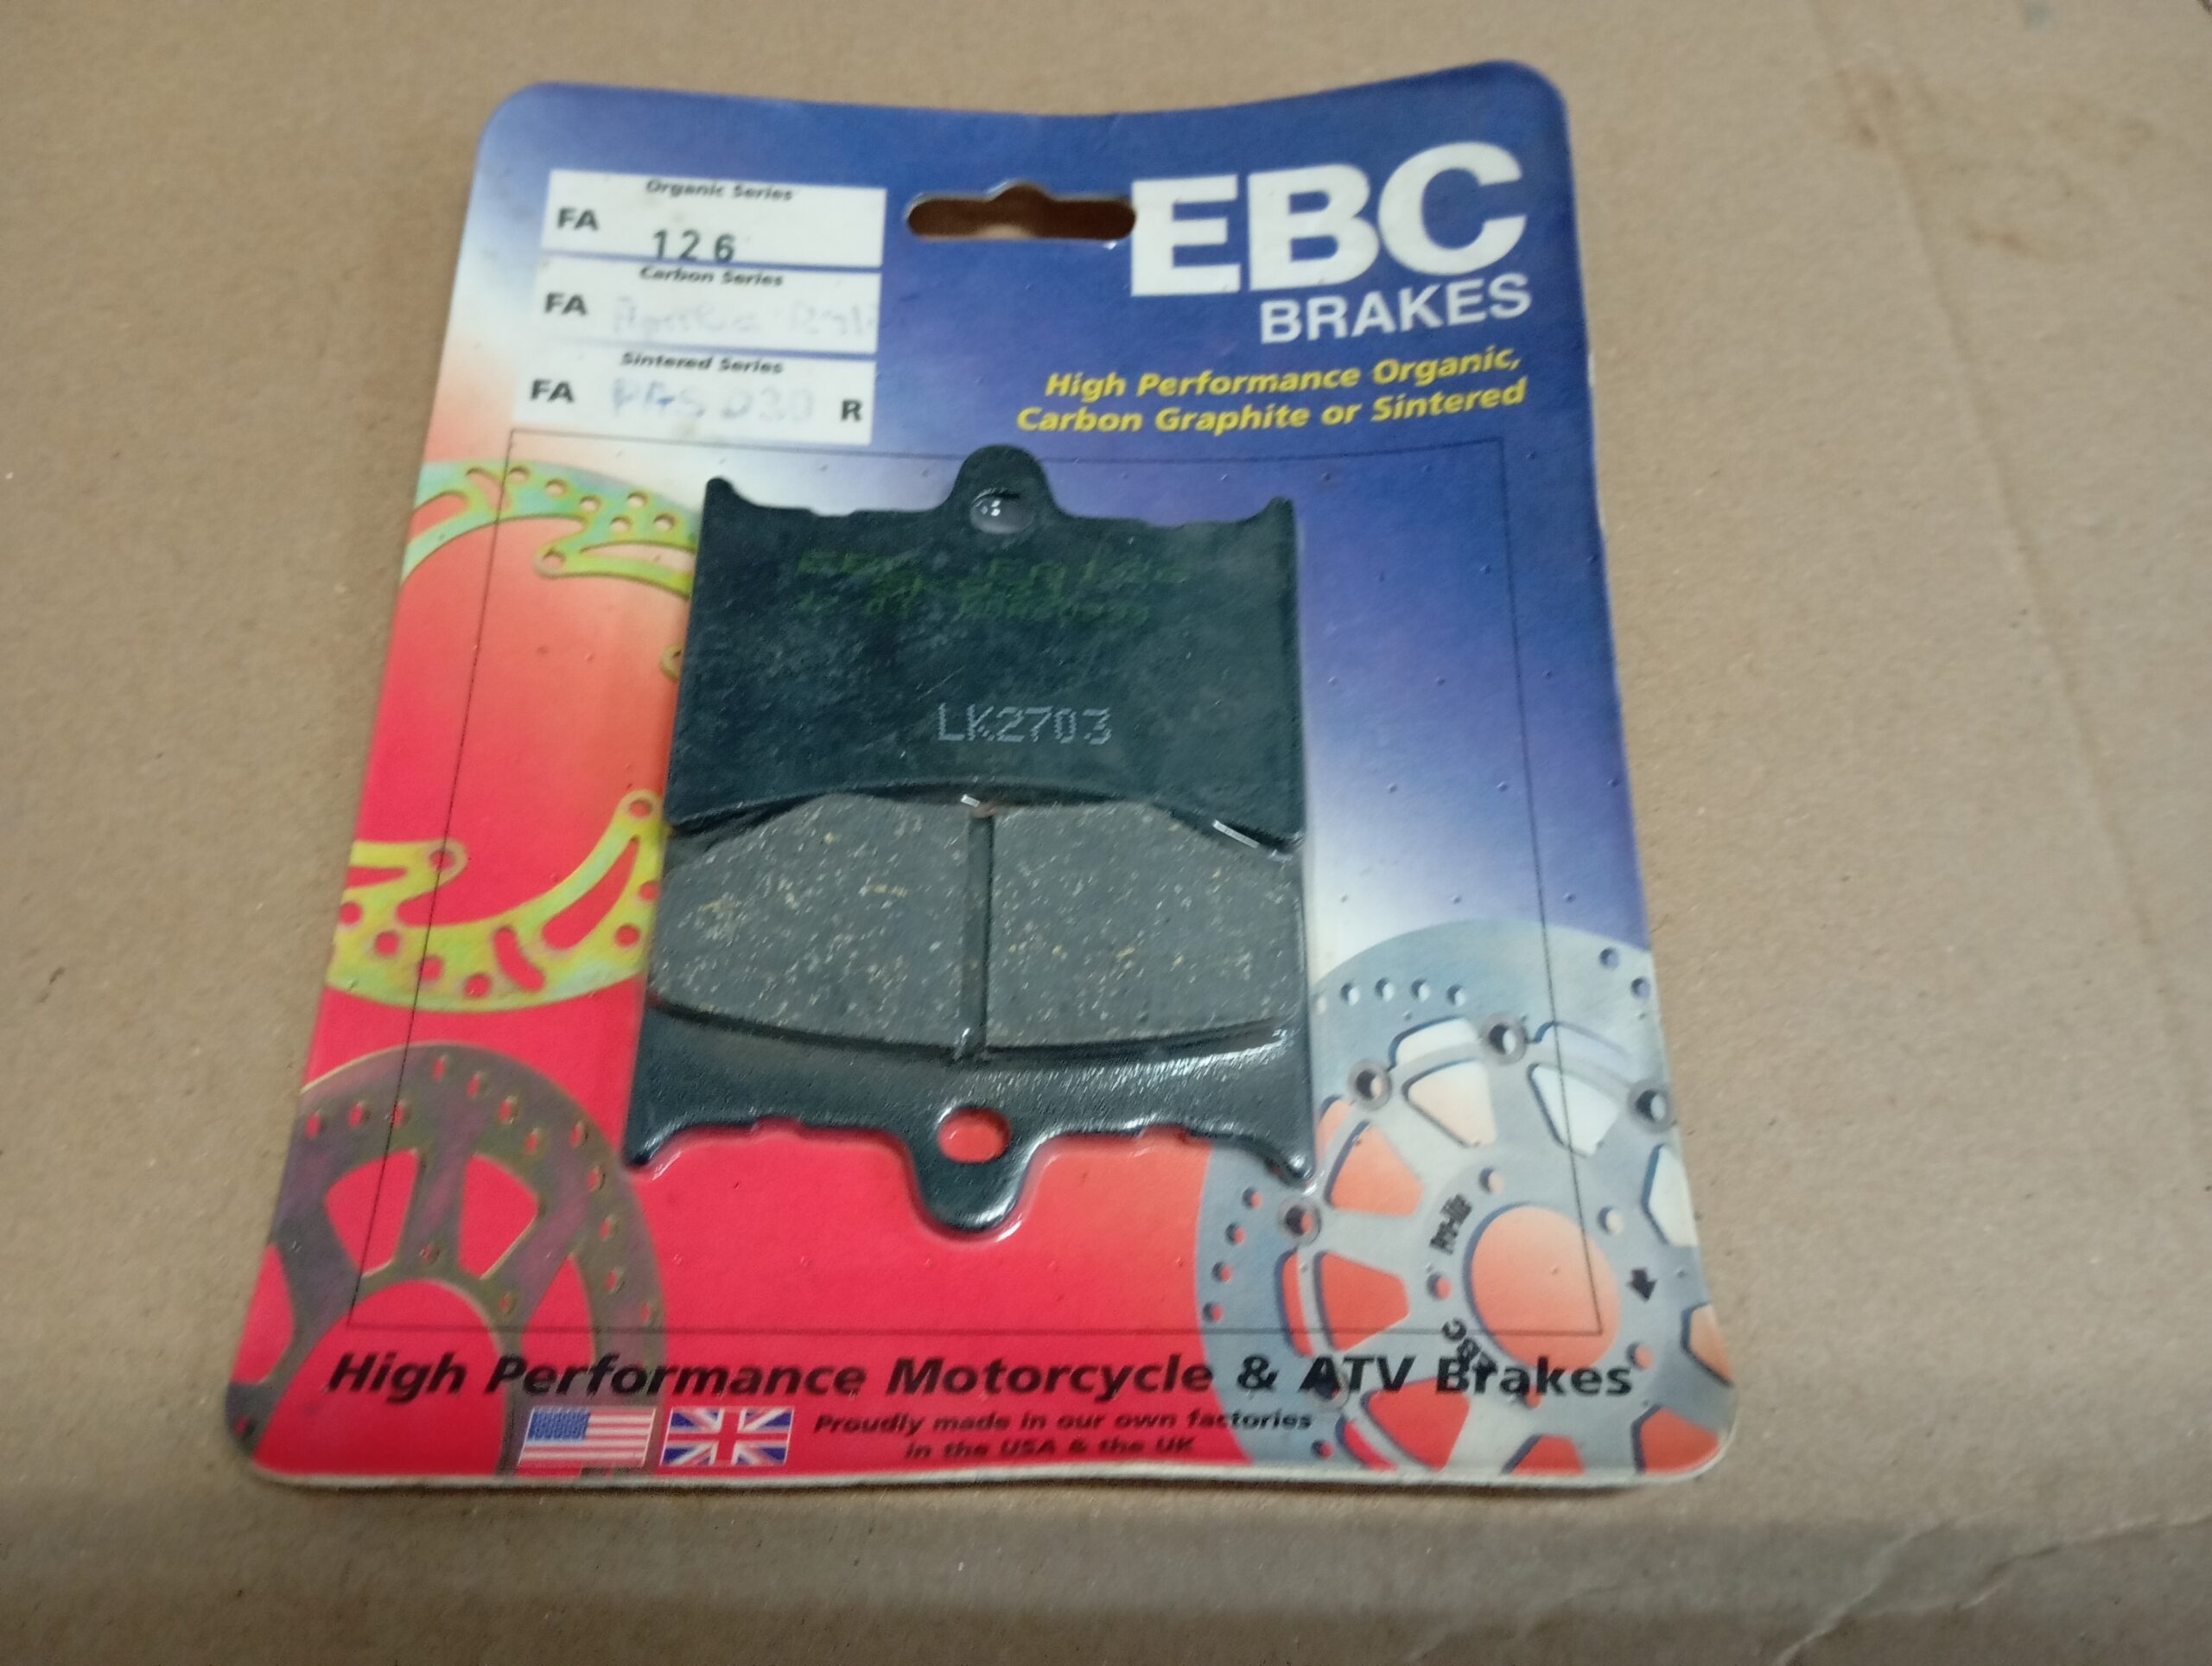 Organic Series
FA 126
Carbon Series
FA
Sintered Series
FA R
EBC
BRAKES
High Performance Organic,
Carbon Graphite or Sintered
LK2703
High Performance Motorcycle & ATV Brakes
Proudly made in our own factories
in the USA & the UK